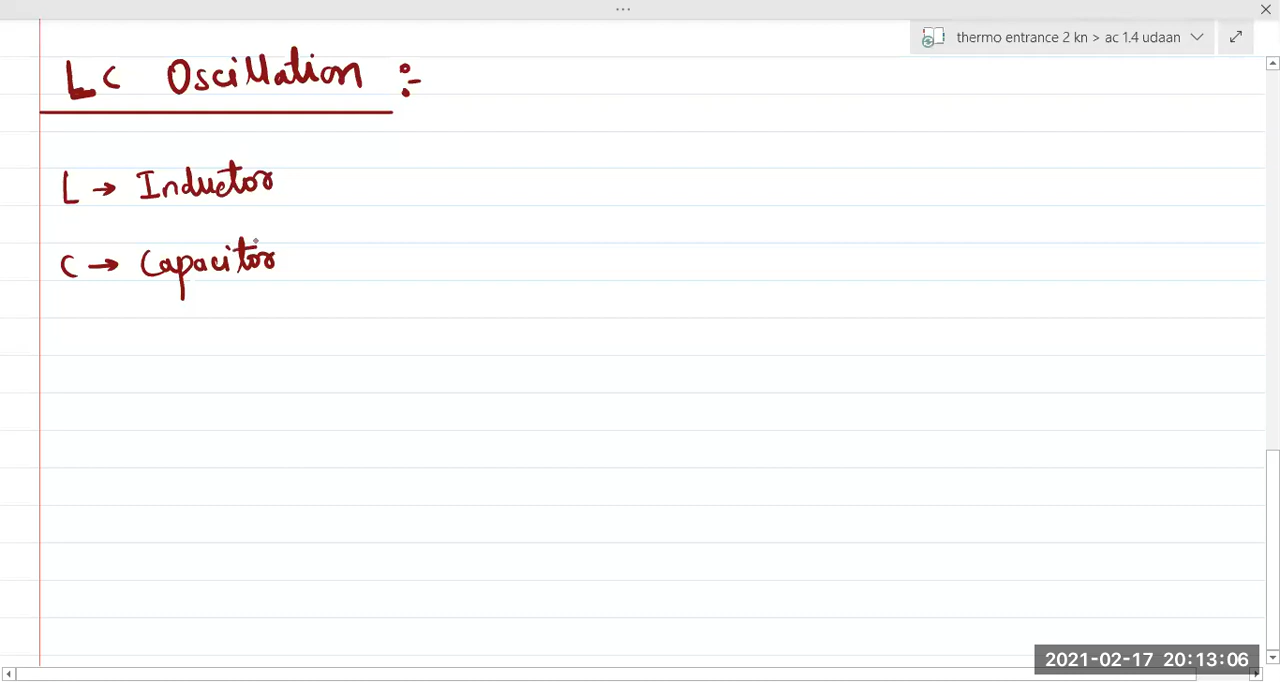 ...
thermo entrance 2 kn > ac 1.4 udaan
LC Oscillation :-
L → Inductor
C → Capacitor
2021-02-17 20:13:06